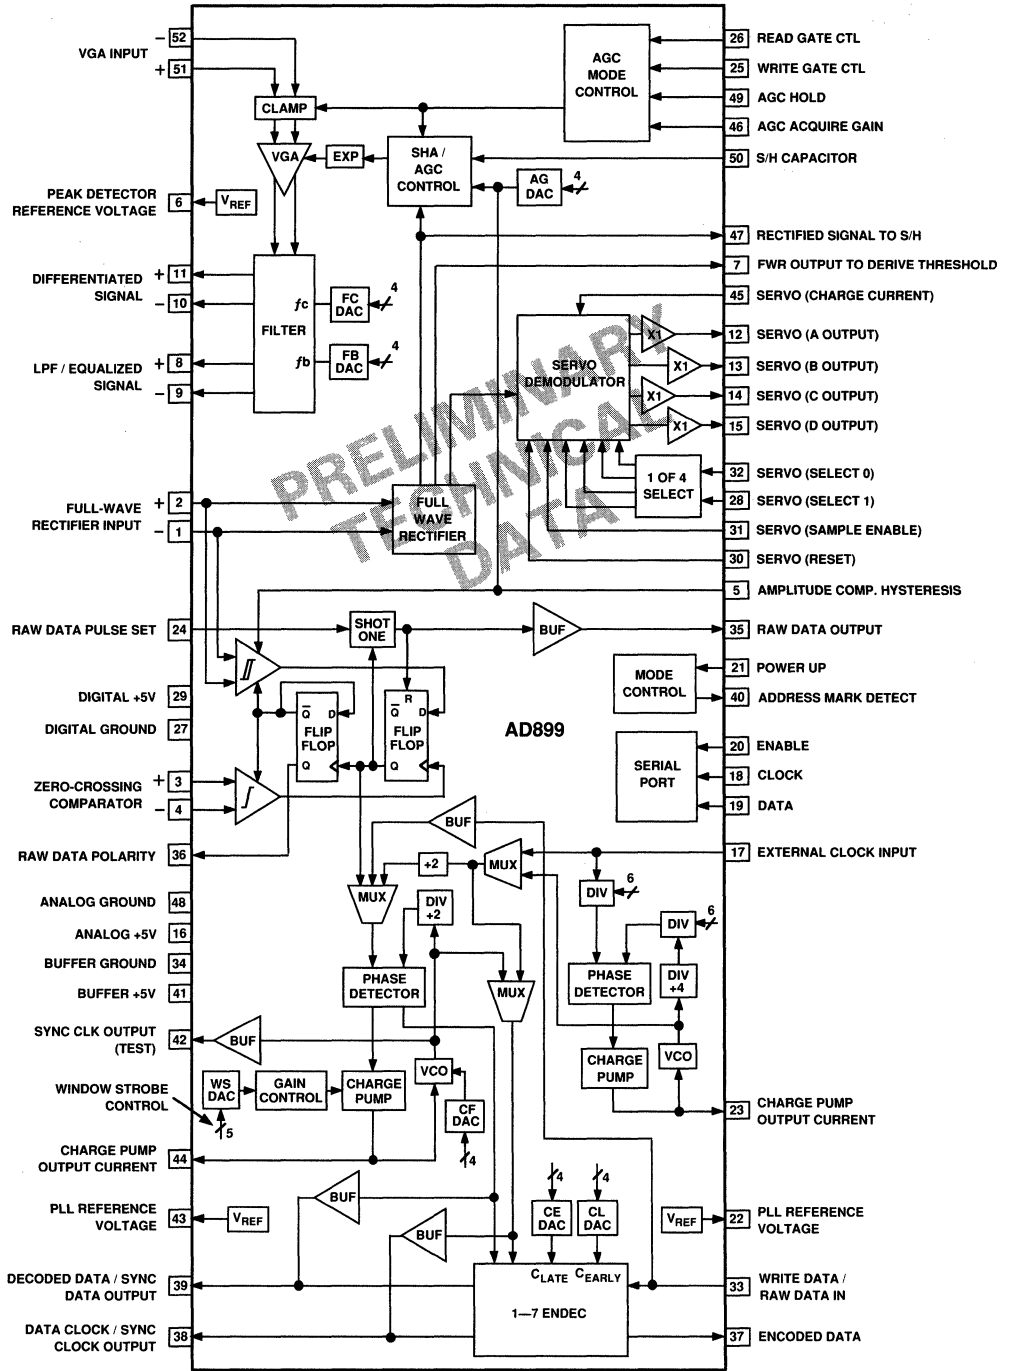 VGA INPUT
− 52
+ 51
CLAMP
VGA
EXP
SHA / AGC CONTROL
AG DAC
4
AGC MODE CONTROL
26 READ GATE CTL
25 WRITE GATE CTL
49 AGC HOLD
46 AGC ACQUIRE GAIN
50 S/H CAPACITOR
PEAK DETECTOR
REFERENCE VOLTAGE
6
VREF
47 RECTIFIED SIGNAL TO S/H
7 FWR OUTPUT TO DERIVE THRESHOLD
45 SERVO (CHARGE CURRENT)
12 SERVO (A OUTPUT)
13 SERVO (B OUTPUT)
14 SERVO (C OUTPUT)
15 SERVO (D OUTPUT)
DIFFERENTIATED
SIGNAL
+ 11
− 10
LPF / EQUALIZED
SIGNAL
+ 8
− 9
FILTER
fc
fb
FC DAC
4
FB DAC
4
SERVO
DEMODULATOR
X1
X1
X1
X1
PRELIMINARY
TECHNICAL
DATA
1 OF 4
SELECT
32 SERVO (SELECT 0)
28 SERVO (SELECT 1)
31 SERVO (SAMPLE ENABLE)
30 SERVO (RESET)
5 AMPLITUDE COMP. HYSTERESIS
FULL-WAVE
RECTIFIER INPUT
+ 2
− 1
FULL
WAVE
RECTIFIER
RAW DATA PULSE SET 24
SHOT
ONE
BUF
35 RAW DATA OUTPUT
MODE
CONTROL
21 POWER UP
40 ADDRESS MARK DETECT
DIGITAL +5V 29
DIGITAL GROUND 27
Q D
FLIP
FLOP
Q
R
Q D
FLIP
FLOP
Q
AD899
SERIAL
PORT
20 ENABLE
18 CLOCK
19 DATA
ZERO-CROSSING
COMPARATOR
+ 3
− 4
RAW DATA POLARITY 36
BUF
MUX
÷2
MUX
17 EXTERNAL CLOCK INPUT
ANALOG GROUND 48
ANALOG +5V 16
BUFFER GROUND 34
BUFFER +5V 41
DIV
÷2
PHASE
DETECTOR
MUX
DIV
6
DIV
6
PHASE
DETECTOR
DIV
÷4
VCO
CHARGE
PUMP
23 CHARGE PUMP
OUTPUT CURRENT
SYNC CLK OUTPUT
(TEST)
42
BUF
WINDOW STROBE
CONTROL
WS
DAC
5
GAIN
CONTROL
CHARGE
PUMP
VCO
CF
DAC
4
CHARGE PUMP
OUTPUT CURRENT
44
PLL REFERENCE
VOLTAGE
43
VREF
BUF
BUF
4
CE
DAC
4
CL
DAC
VREF
22 PLL REFERENCE
VOLTAGE
DECODED DATA / SYNC
DATA OUTPUT
39
CLATE CEARLY
1—7 ENDEC
33 WRITE DATA /
RAW DATA IN
DATA CLOCK / SYNC
CLOCK OUTPUT
38
37 ENCODED DATA